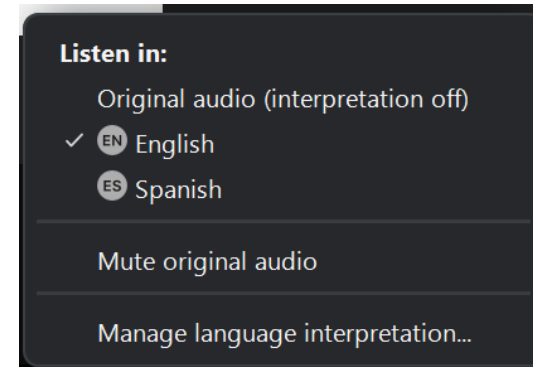 Listen in:
Original audio (interpretation off)
EN English
ES Spanish
Mute original audio
Manage language interpretation...